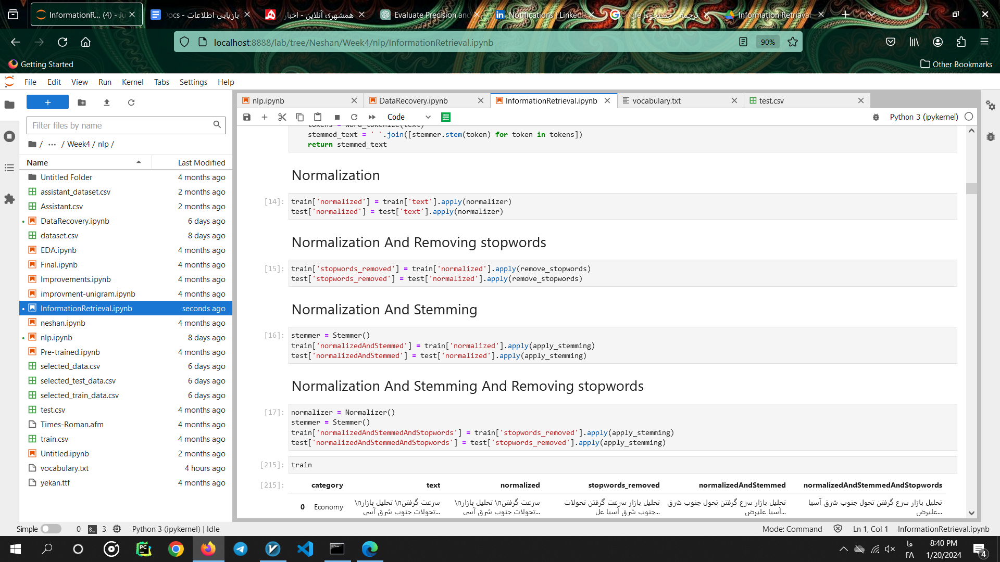 InformationR... (4) - Ju
بازیابی اطلاعات - Docs
همشهری آنلاین - اخبار
Evaluate Precision and
Notifications | Linked
ترجمه - جستجوی
Information Retriaval
localhost:8888/lab/tree/Neshan/Week4/nlp/InformationRetrieval.ipynb
90%
Getting Started
Other Bookmarks
File Edit View Run Kernel Tabs Settings Help
nlp.ipynb
DataRecovery.ipynb
InformationRetrieval.ipynb
vocabulary.txt
test.csv
Filter files by name
/ ... / Week4 / nlp /
Name Last Modified
Untitled Folder 4 months ago
assistant_dataset.csv 2 months ago
Assistant.csv 2 months ago
DataRecovery.ipynb 6 days ago
dataset.csv 8 days ago
EDA.ipynb 4 months ago
Final.ipynb 4 months ago
Improvements.ipynb 4 months ago
improvment-unigram.ipynb 4 months ago
InformationRetrieval.ipynb seconds ago
neshan.ipynb 4 months ago
nlp.ipynb 8 days ago
Pre-trained.ipynb 4 months ago
selected_data.csv 6 days ago
selected_test_data.csv 6 days ago
selected_train_data.csv 6 days ago
test.csv 4 months ago
Times-Roman.afm 4 months ago
train.csv 4 months ago
Untitled.ipynb 2 months ago
vocabulary.txt 4 hours ago
yekan.ttf 4 months ago
Code
Python 3 (ipykernel)
tokens = word_tokenize(text)
stemmed_text = ' '.join([stemmer.stem(token) for token in tokens])
return stemmed_text
Normalization
[14]: train['normalized'] = train['text'].apply(normalizer)
test['normalized'] = test['text'].apply(normalizer)
Normalization And Removing stopwords
[15]: train['stopwords_removed'] = train['normalized'].apply(remove_stopwords)
test['stopwords_removed'] = test['normalized'].apply(remove_stopwords)
Normalization And Stemming
[16]: stemmer = Stemmer()
train['normalizedAndStemmed'] = train['normalized'].apply(apply_stemming)
test['normalizedAndStemmed'] = test['normalized'].apply(apply_stemming)
Normalization And Stemming And Removing stopwords
[17]: normalizer = Normalizer()
stemmer = Stemmer()
train['normalizedAndStemmedAndStopwords'] = train['stopwords_removed'].apply(apply_stemming)
test['normalizedAndStemmedAndStopwords'] = test['stopwords_removed'].apply(apply_stemming)
[215]: train
[215]: category text normalized stopwords_removed normalizedAndStemmed normalizedAndStemmedAndStopwords
0 Economy
سرعت گرفتن\n تحلیل بازار\n
تحولات جنوب شرق آسي...
سرعت گرفتن\n تحلیل بازار\n
تحولات جنوب شرق آسی...
تحلیل بازار سرعت گرفتن تحولات
جنوب شرق آسیا عل...
تحلیل بازار سرع گرفتن تحول جنوب شرق
آسیا علیرض...
تحلیل بازار سرع گرفتن تحول جنوب شرق آسیا
علیرض...
Simple 0 3 Python 3 (ipykernel) | Idle
Mode: Command Ln 1, Col 1 InformationRetrieval.ipynb
فا
FA
8:40 PM
1/20/2024
4